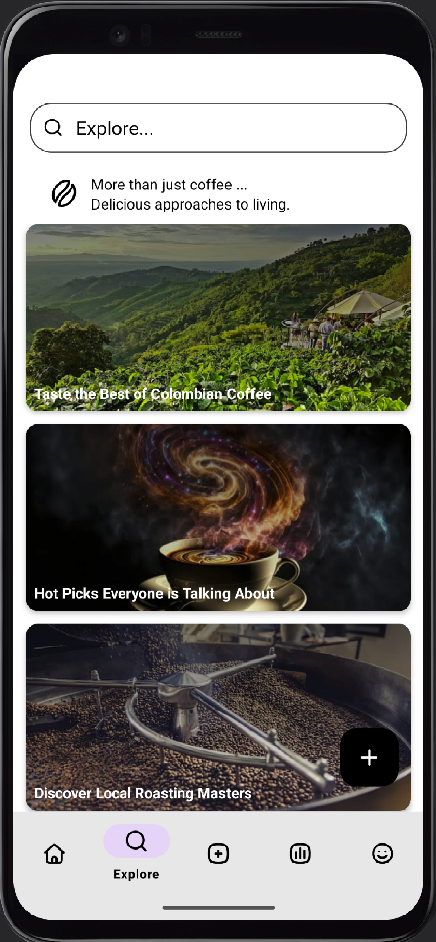 Explore...
More than just coffee ...
Delicious approaches to living.
Taste the Best of Colombian Coffee
Hot Picks Everyone is Talking About
Discover Local Roasting Masters
Explore